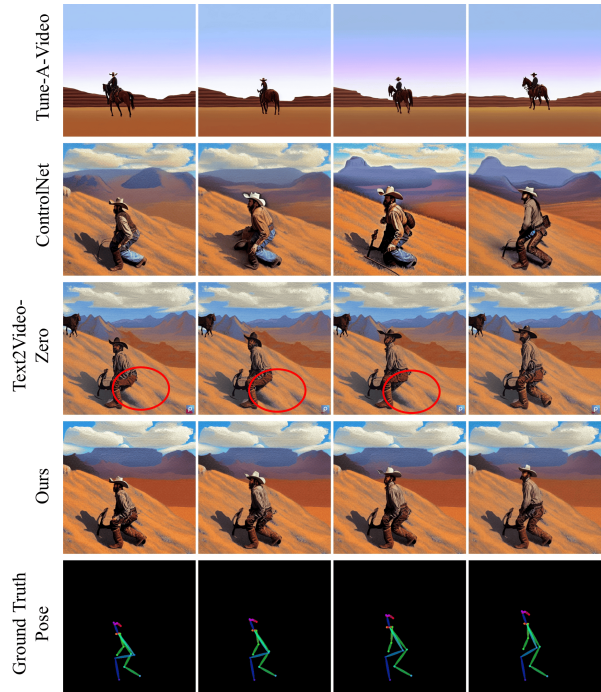 Tune-A-Video
ControlNet
Text2Video-
Zero
Ours
Ground Truth
Pose